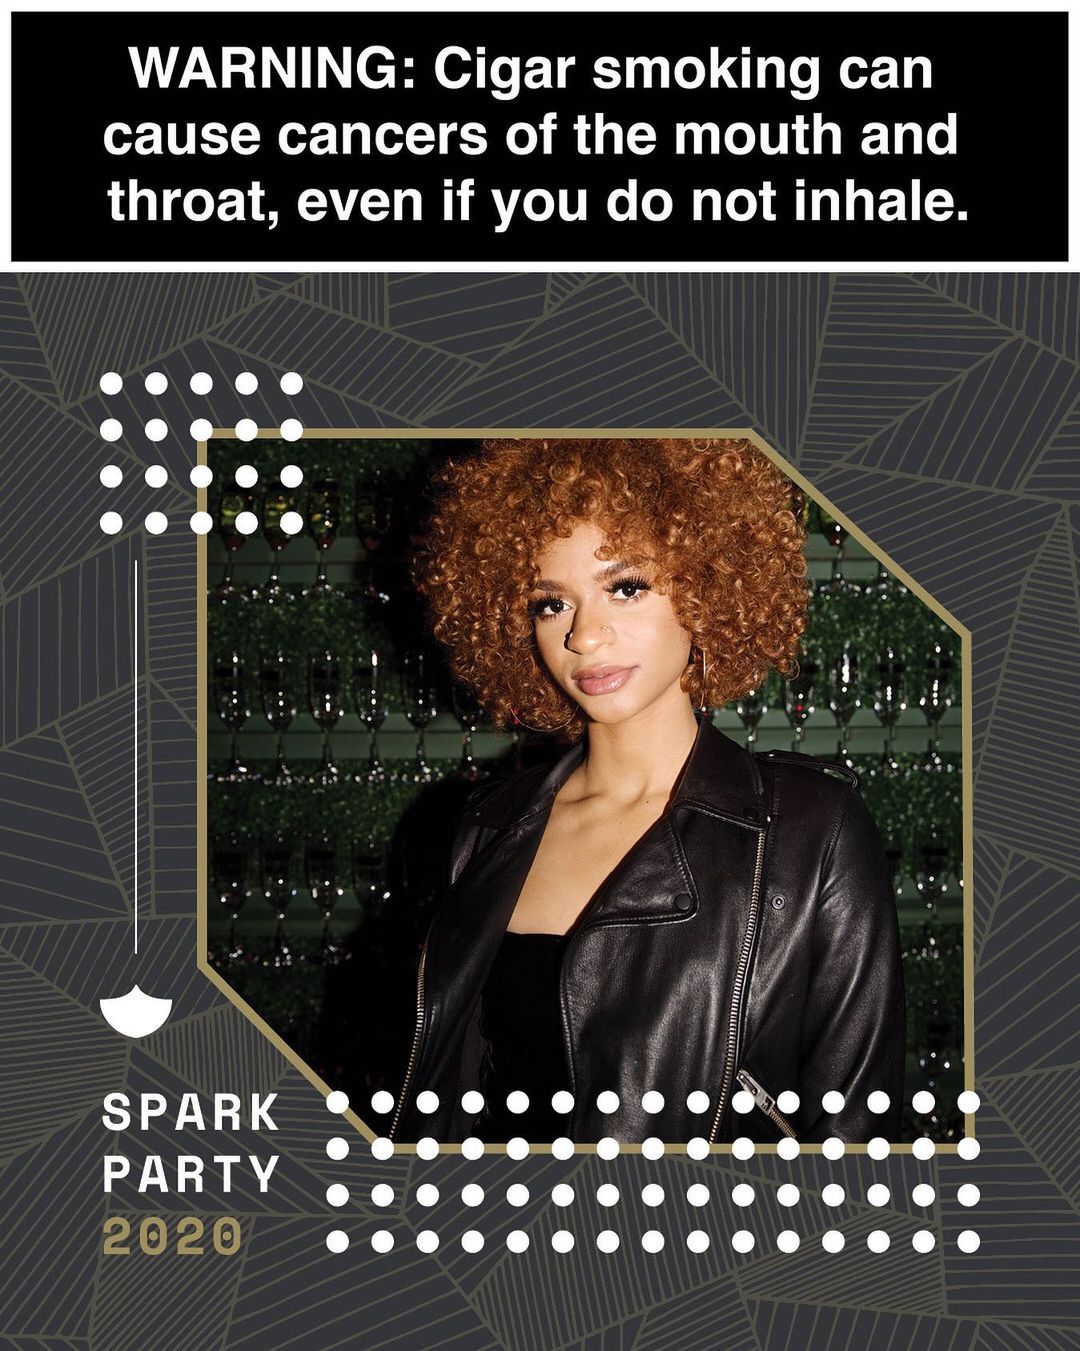 WARNING: Cigar smoking can
cause cancers of the mouth and
throat, even if you do not inhale.
SPARK
PARTY
2020